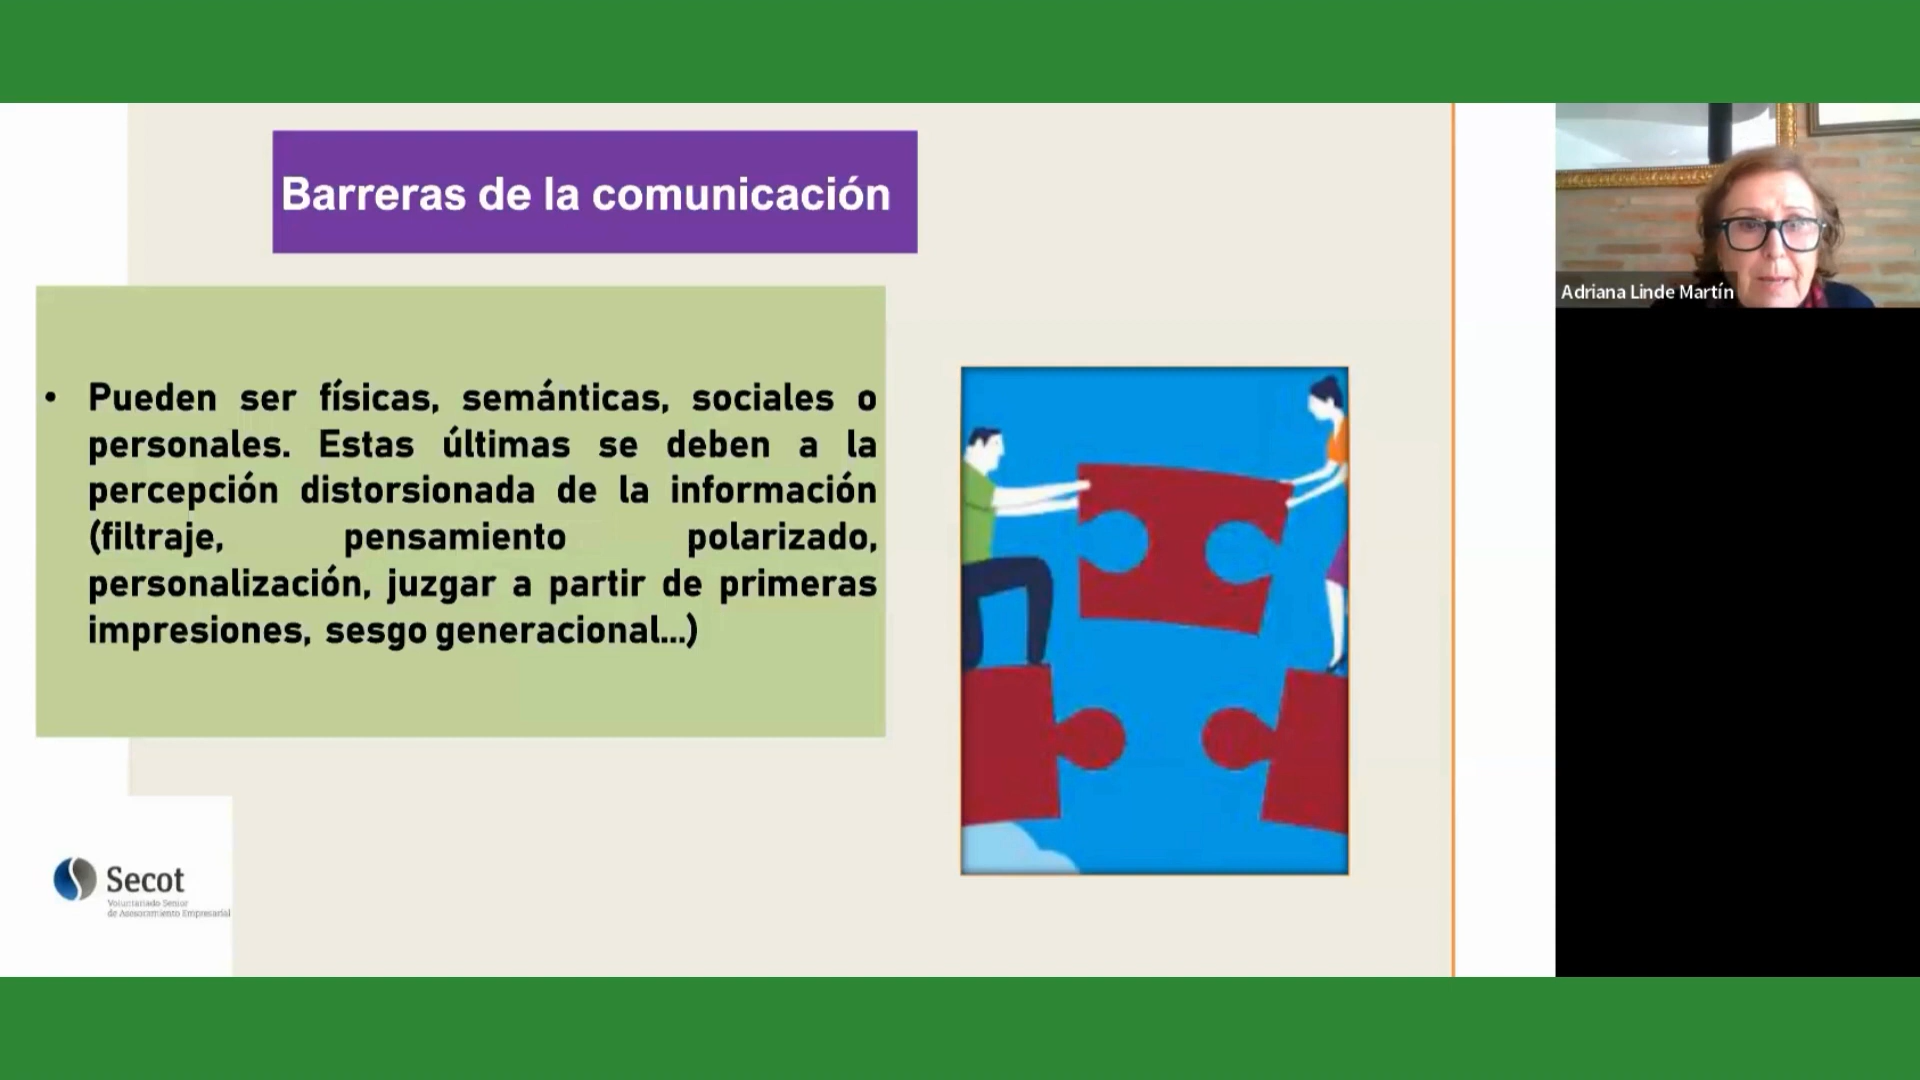 Barreras de la comunicación
• Pueden ser físicas, semánticas, sociales o
personales. Estas últimas se deben a la
percepción distorsionada de la información
(filtraje, pensamiento polarizado,
personalización, juzgar a partir de primeras
impresiones, sesgo generacional...)
Adriana Linde Martín
Secot
Voluntariado Senior
de Asesoramiento Empresarial